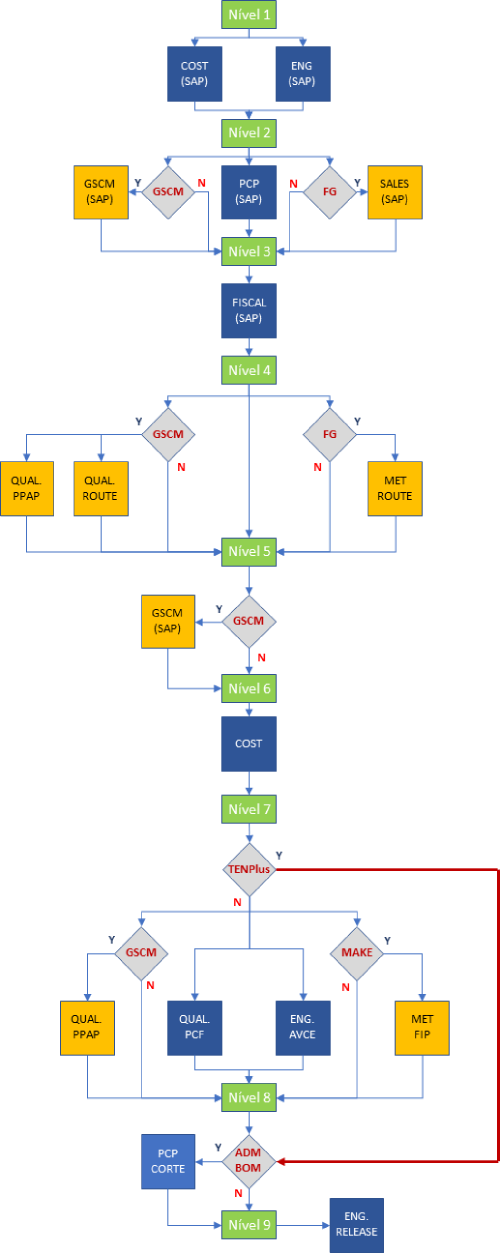 Nível 1
COST
(SAP)
ENG
(SAP)
Nível 2
GSCM
(SAP)
Y
GSCM
N
PCP
(SAP)
N
FG
Y
SALES
(SAP)
Nível 3
FISCAL
(SAP)
Nível 4
Y
GSCM
N
FG
Y
N
QUAL.
PPAP
QUAL.
ROUTE
MET
ROUTE
Nível 5
GSCM
(SAP)
Y
GSCM
N
Nível 6
COST
Nível 7
TENPlus
Y
N
Y
GSCM
N
MAKE
Y
N
QUAL.
PPAP
QUAL.
PCF
ENG.
AVCE
MET
FIP
Nível 8
PCP
CORTE
Y
ADM
BOM
N
Nível 9
ENG.
RELEASE